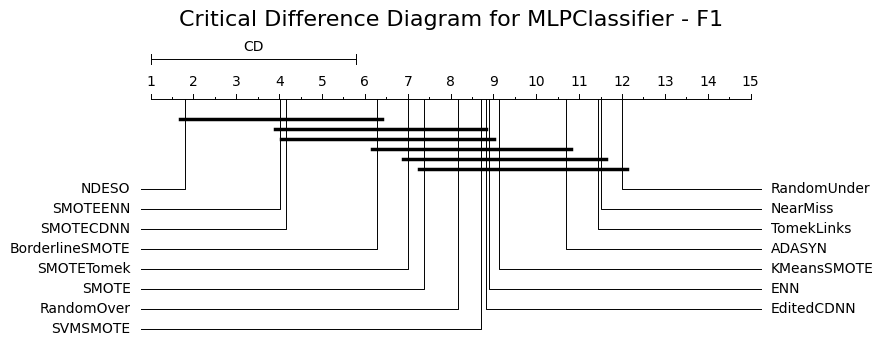 Critical Difference Diagram for MLPClassifier - F1
CD
1 2 3 4 5 6 7 8 9 10 11 12 13 14 15
NDESO RandomUnder
SMOTEENN NearMiss
SMOTECDNN TomekLinks
BorderlineSMOTE ADASYN
SMOTETomek KMeansSMOTE
SMOTE ENN
RandomOver EditedCDNN
SVMSMOTE